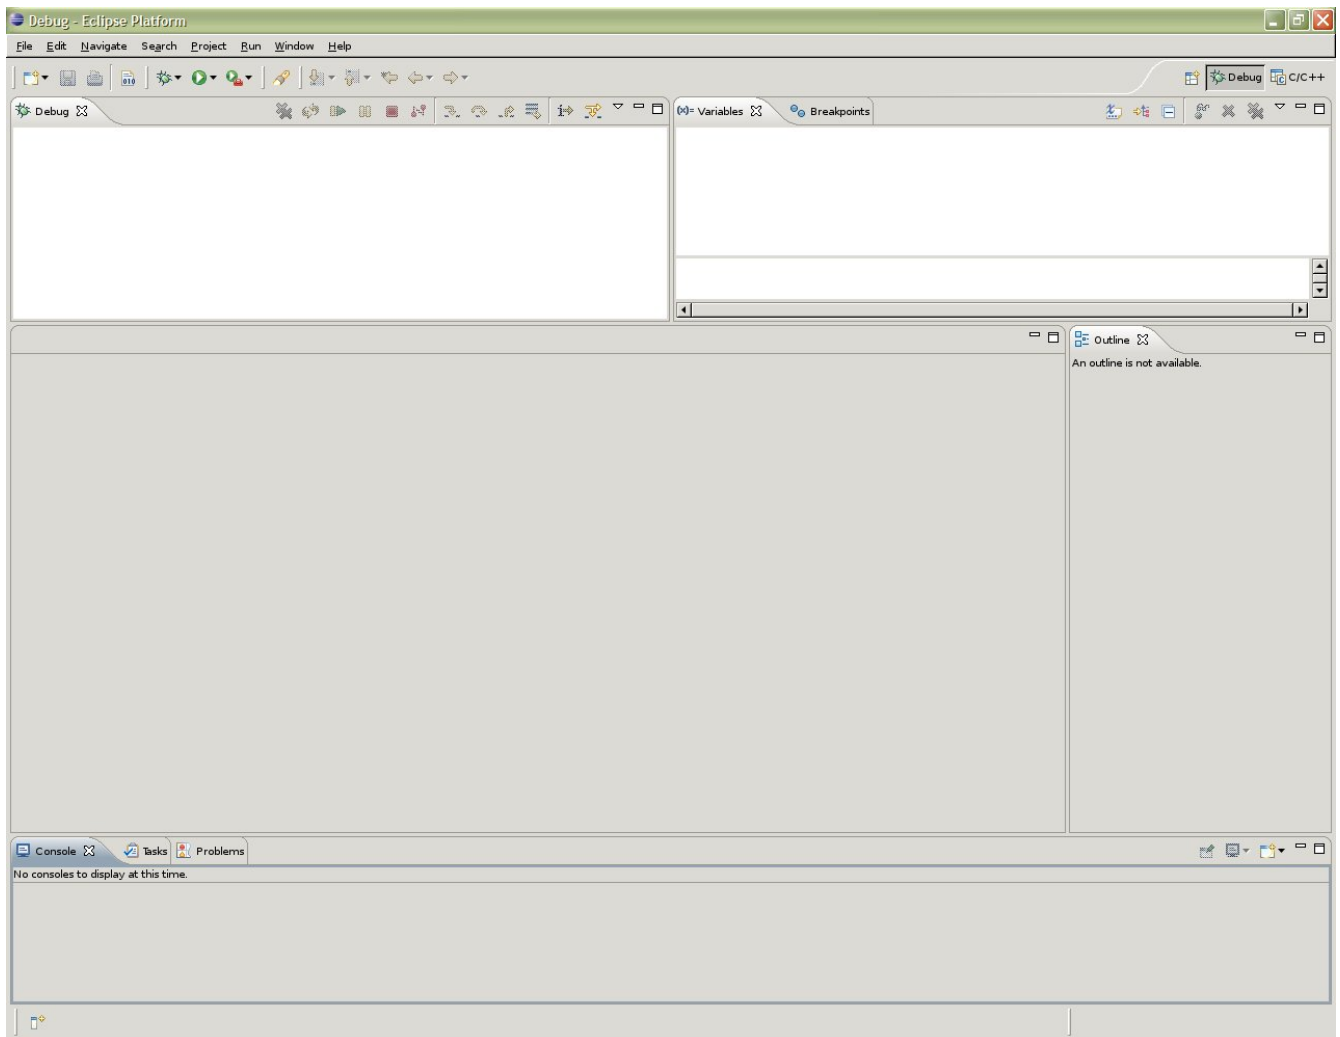 Debug - Eclipse Platform
File Edit Navigate Search Project Run Window Help
010
Debug C/C++
Debug
(x)= Variables Breakpoints
Outline
An outline is not available.
Console Tasks Problems
No consoles to display at this time.